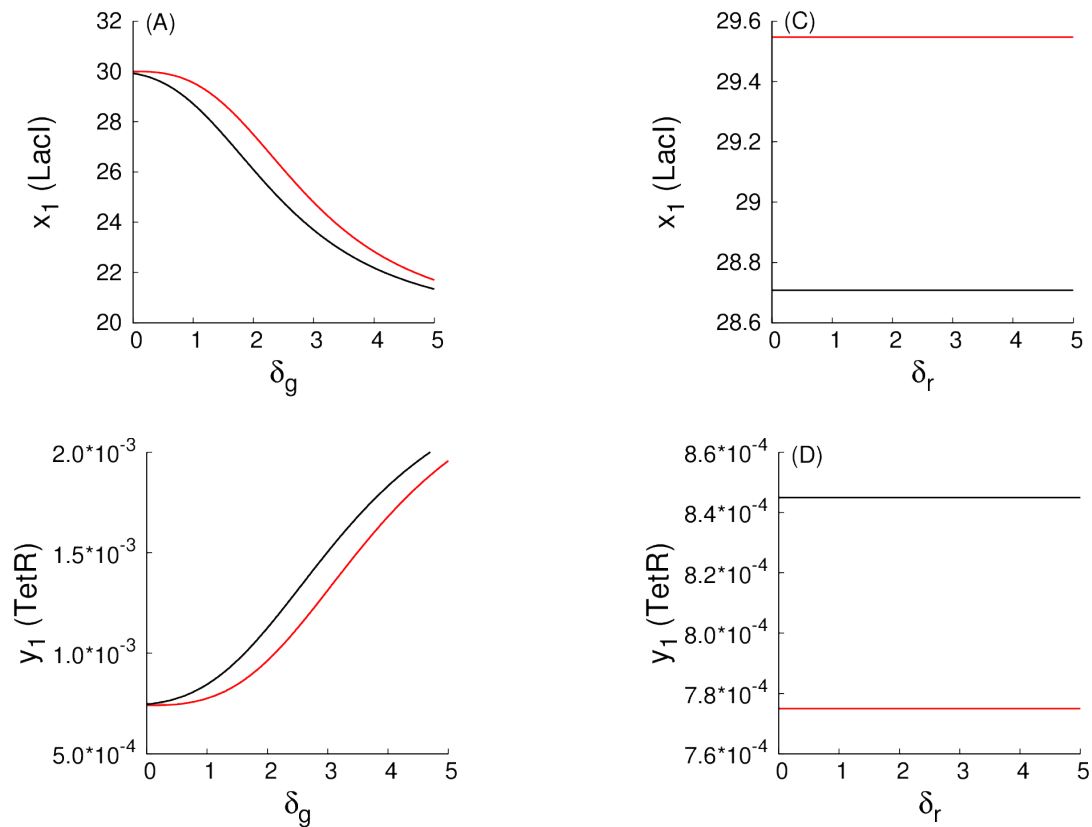 (A)
32
30
28
26
24
22
20
x₁ (LacI)
0 1 2 3 4 5
δg
(C)
29.6
29.4
29.2
29
28.8
28.6
x₁ (LacI)
0 1 2 3 4 5
δr
2.0*10⁻³
1.5*10⁻³
1.0*10⁻³
5.0*10⁻⁴
y₁ (TetR)
0 1 2 3 4 5
δg
(D)
8.6*10⁻⁴
8.4*10⁻⁴
8.2*10⁻⁴
8.0*10⁻⁴
7.8*10⁻⁴
7.6*10⁻⁴
y₁ (TetR)
0 1 2 3 4 5
δr